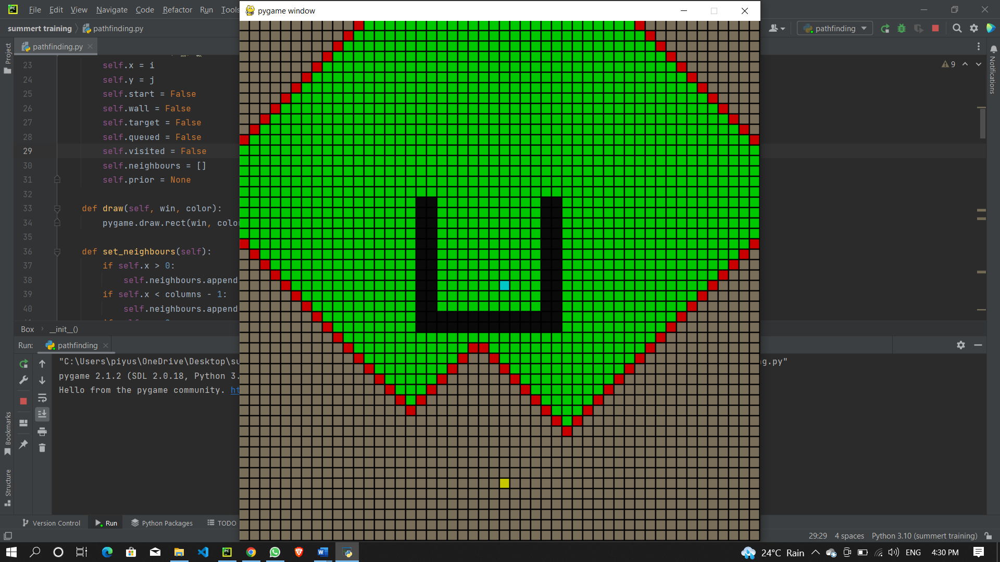 File Edit View Navigate Code Refactor Run Tools
pygame window
summert training pathfinding.py
pathfinding
pathfinding.py
Project
Notifications
9
23 self.x = i
24 self.y = j
25 self.start = False
26 self.wall = False
27 self.target = False
28 self.queued = False
29 self.visited = False
30 self.neighbours = []
31 self.prior = None
32
33 def draw(self, win, color):
34 pygame.draw.rect(win, colo
35
36 def set_neighbours(self):
37 if self.x > 0:
38 self.neighbours.append
39 if self.x < columns - 1:
40 self.neighbours.append
Box __init__()
Run: pathfinding
"C:\Users\piyus\OneDrive\Desktop\su
g.py"
pygame 2.1.2 (SDL 2.0.18, Python 3.
Hello from the pygame community. ht
Bookmarks
Structure
Version Control Run Python Packages TODO
29:29 4 spaces Python 3.10 (summert training)
24°C Rain ENG 4:30 PM